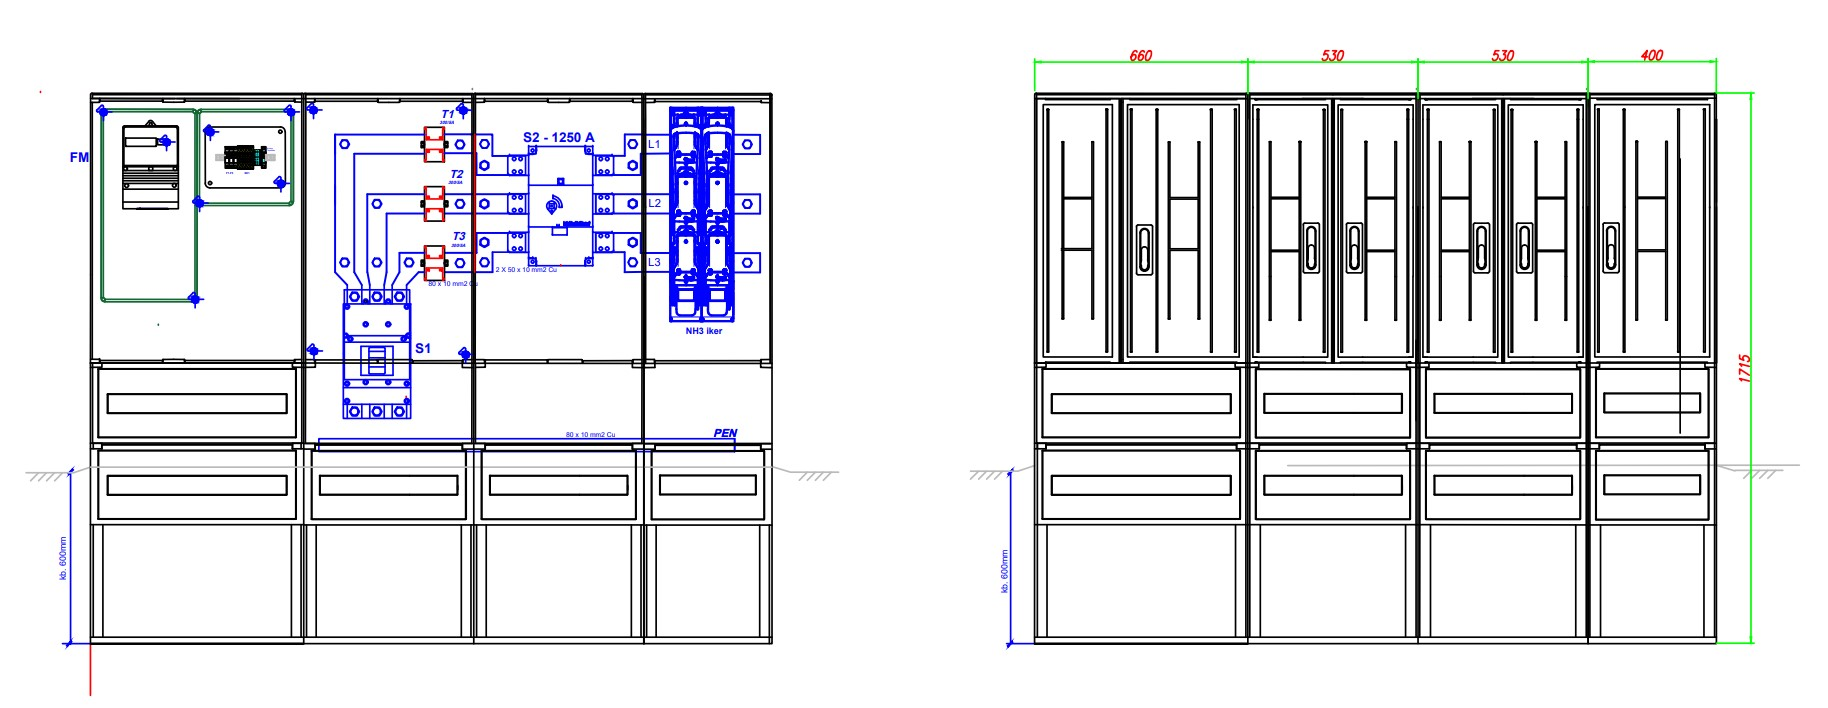 660
530
530
400
T1
S2 - 1250 A
L1
FM
T2
L2
T3
L3
2 X 50 x 10 mm2 Cu
80 x 10 mm2 Cu
NH3 iker
S1
1715
80 x 10 mm2 Cu
PEN
kb. 600mm
kb. 600mm